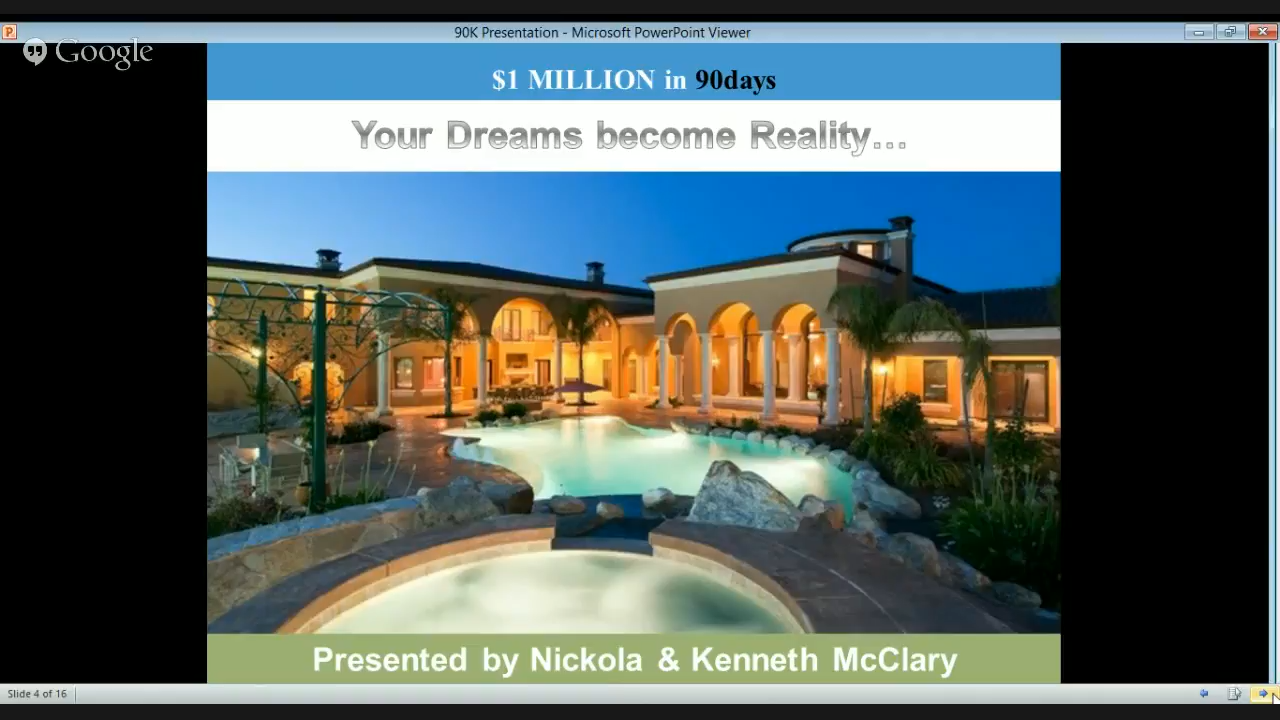 90K Presentation - Microsoft PowerPoint Viewer
Google
$1 MILLION in 90days
Your Dreams become Reality...
Presented by Nickola & Kenneth McClary
Slide 4 of 16